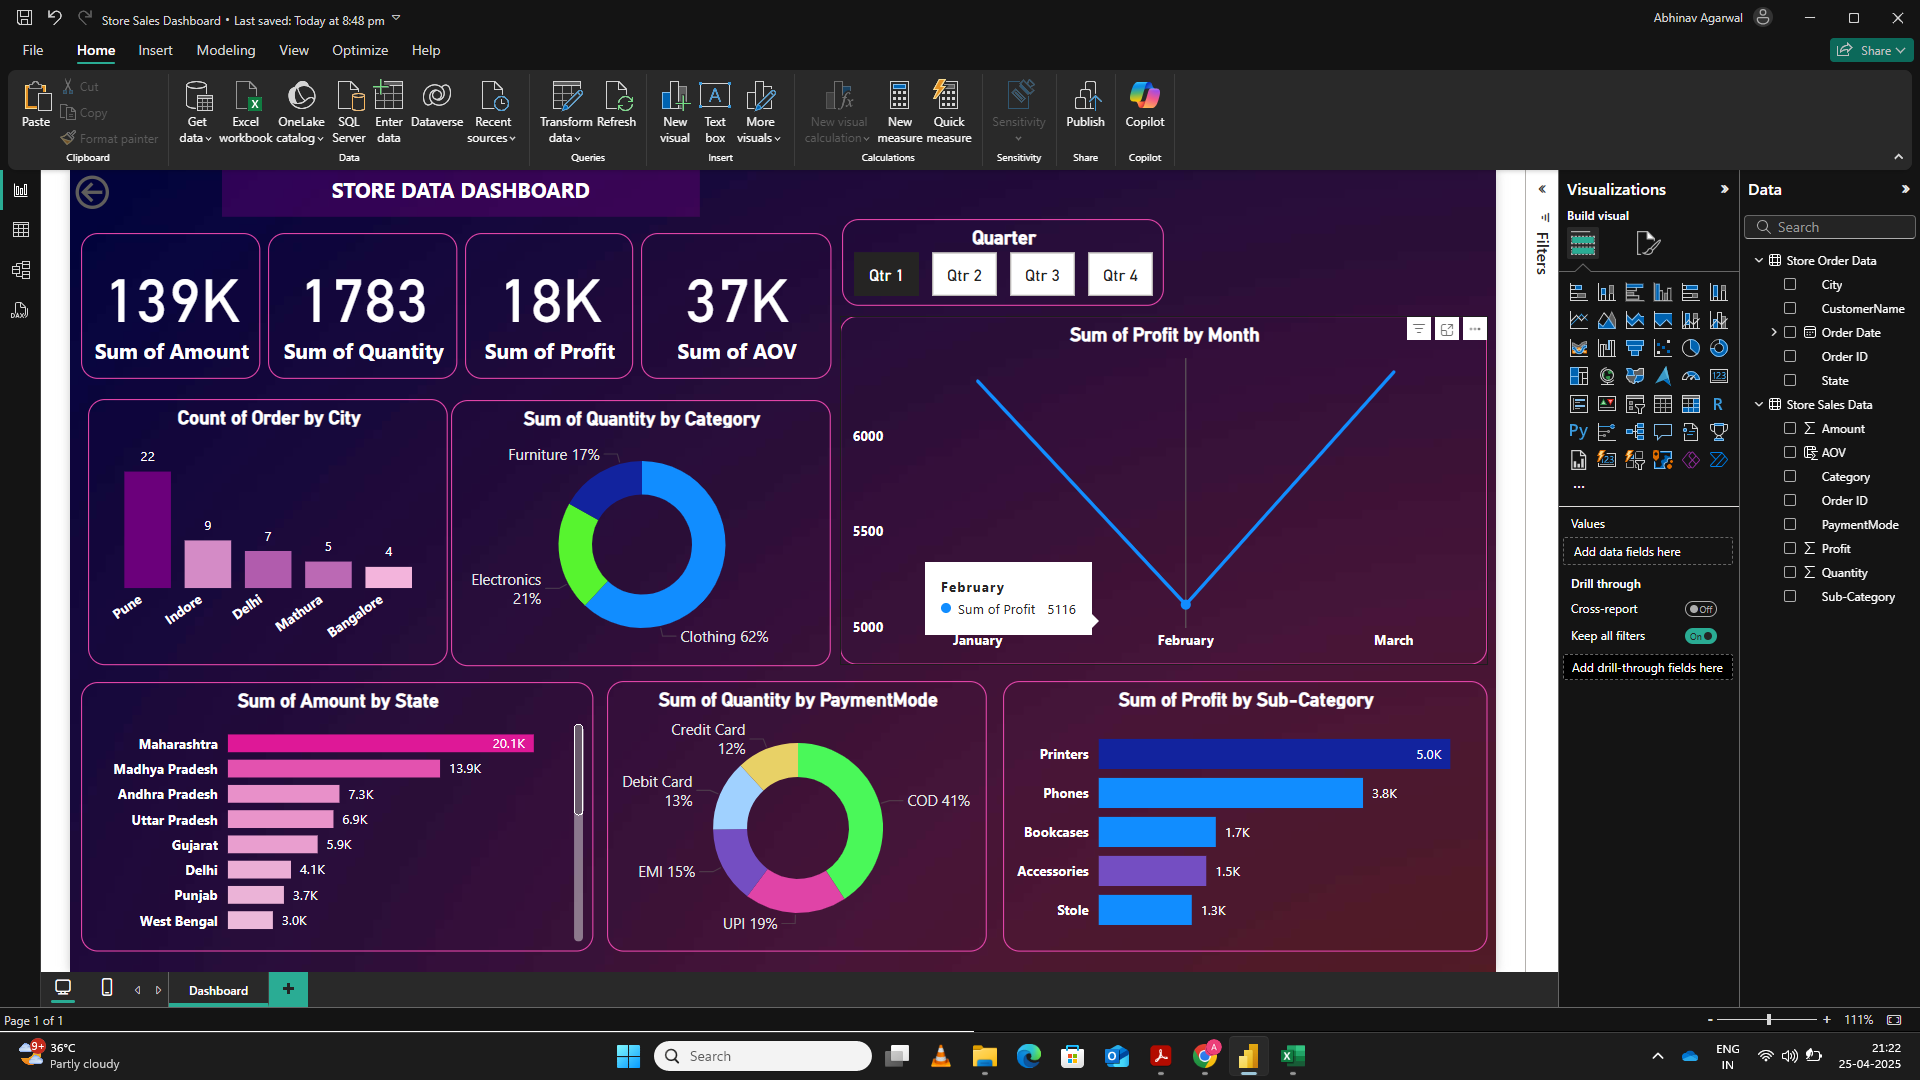 Store Sales Dashboard • Last saved: Today at 8:48 pm
Abhinav Agarwal
File Home Insert Modeling View Optimize Help
Share
Paste
Cut
Copy
Format painter
Clipboard
Get data
Excel workbook
OneLake catalog
SQL Server
Enter data
Dataverse
Recent sources
Data
Transform data
Refresh
Queries
New visual
Text box
More visuals
Insert
New visual calculation
New measure
Quick measure
Calculations
Sensitivity
Sensitivity
Publish
Share
Copilot
Copilot
STORE DATA DASHBOARD
139K
Sum of Amount
1783
Sum of Quantity
18K
Sum of Profit
37K
Sum of AOV
Quarter
Qtr 1 Qtr 2 Qtr 3 Qtr 4
Count of Order by City
22
9
7
5
4
Pune
Indore
Delhi
Mathura
Bangalore
Sum of Quantity by Category
Furniture 17%
Electronics
21%
Clothing 62%
Sum of Profit by Month
6000
5500
5000
February
Sum of Profit 5116
January February March
Sum of Amount by State
Maharashtra 20.1K
Madhya Pradesh 13.9K
Andhra Pradesh 7.3K
Uttar Pradesh 6.9K
Gujarat 5.9K
Delhi 4.1K
Punjab 3.7K
West Bengal 3.0K
Sum of Quantity by PaymentMode
Credit Card
12%
Debit Card
13%
COD 41%
EMI 15%
UPI 19%
Sum of Profit by Sub-Category
Printers 5.0K
Phones 3.8K
Bookcases 1.7K
Accessories 1.5K
Stole 1.3K
Filters
Visualizations
Build visual
123
R
Py
123
...
Values
Add data fields here
Drill through
Cross-report Off
Keep all filters On
Add drill-through fields here
Data
Search
Store Order Data
City
CustomerName
Order Date
Order ID
State
Store Sales Data
Amount
AOV
Category
Order ID
PaymentMode
Profit
Quantity
Sub-Category
Dashboard
Page 1 of 1
- + 111%
9+
36°C
Partly cloudy
Search
A
ENG
IN
21:22
25-04-2025